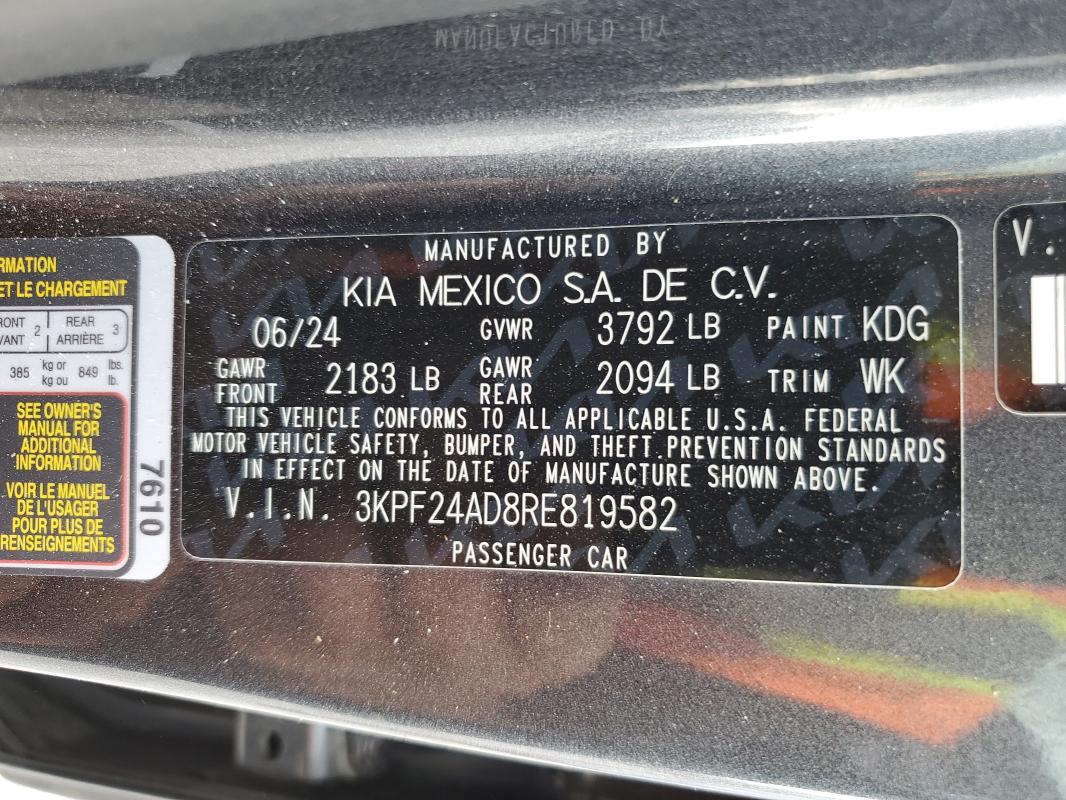 MANUFACTURED BY
RMATION
ET LE CHARGEMENT
RONT
VANT 2
REAR
ARRIÈRE 3
385 kg or
kg ou 849 lbs.
lb.
SEE OWNER'S
MANUAL FOR
ADDITIONAL
INFORMATION
VOIR LE MANUEL
DE L'USAGER
POUR PLUS DE
RENSEIGNEMENTS
7610
MANUFACTURED BY
KIA MEXICO S.A. DE C.V.
06/24 GVWR 3792 LB PAINT KDG
GAWR
FRONT 2183 LB GAWR
REAR 2094 LB TRIM WK
THIS VEHICLE CONFORMS TO ALL APPLICABLE U.S.A. FEDERAL
MOTOR VEHICLE SAFETY, BUMPER, AND THEFT PREVENTION STANDARDS
IN EFFECT ON THE DATE OF MANUFACTURE SHOWN ABOVE.
V.I.N. 3KPF24AD8RE819582
PASSENGER CAR
V.